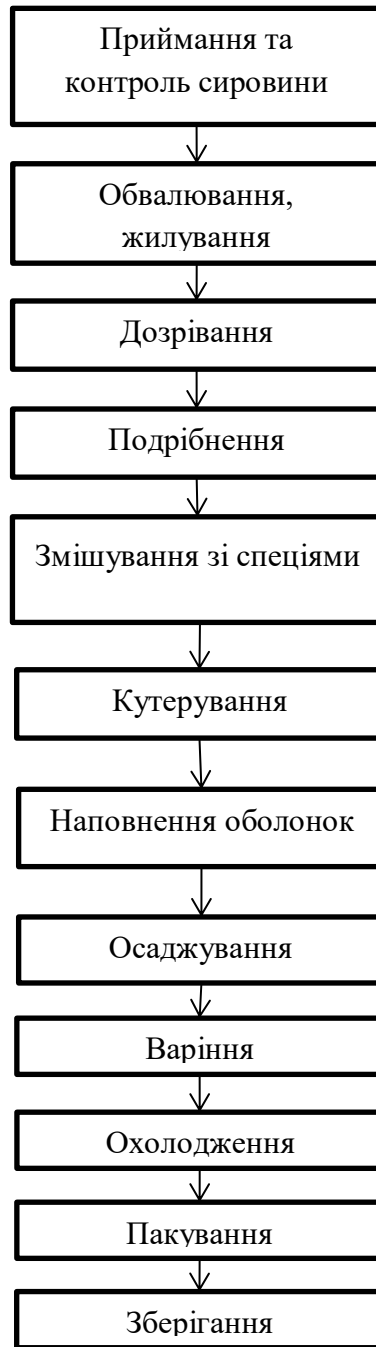 Приймання та
контроль сировини
Обвалювання,
жилування
Дозрівання
Подрібнення
Змішування зі спеціями
Кутерування
Наповнення оболонок
Осаджування
Варіння
Охолодження
Пакування
Зберігання